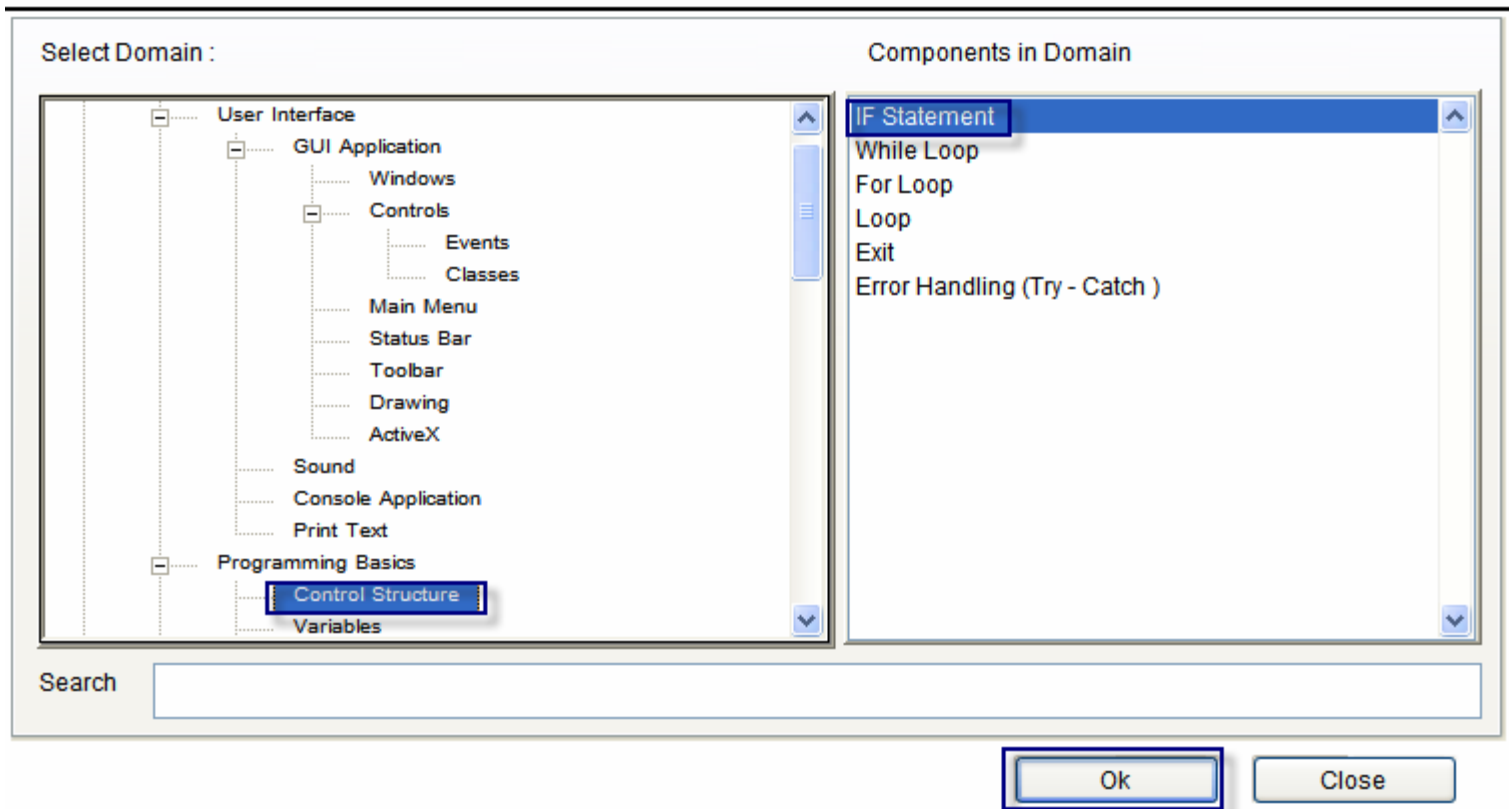 Select Domain :
Components in Domain
User Interface
GUI Application
Windows
Controls
Events
Classes
Main Menu
Status Bar
Toolbar
Drawing
ActiveX
Sound
Console Application
Print Text
Programming Basics
Control Structure
Variables
IF Statement
While Loop
For Loop
Loop
Exit
Error Handling (Try - Catch )
Search
Ok
Close